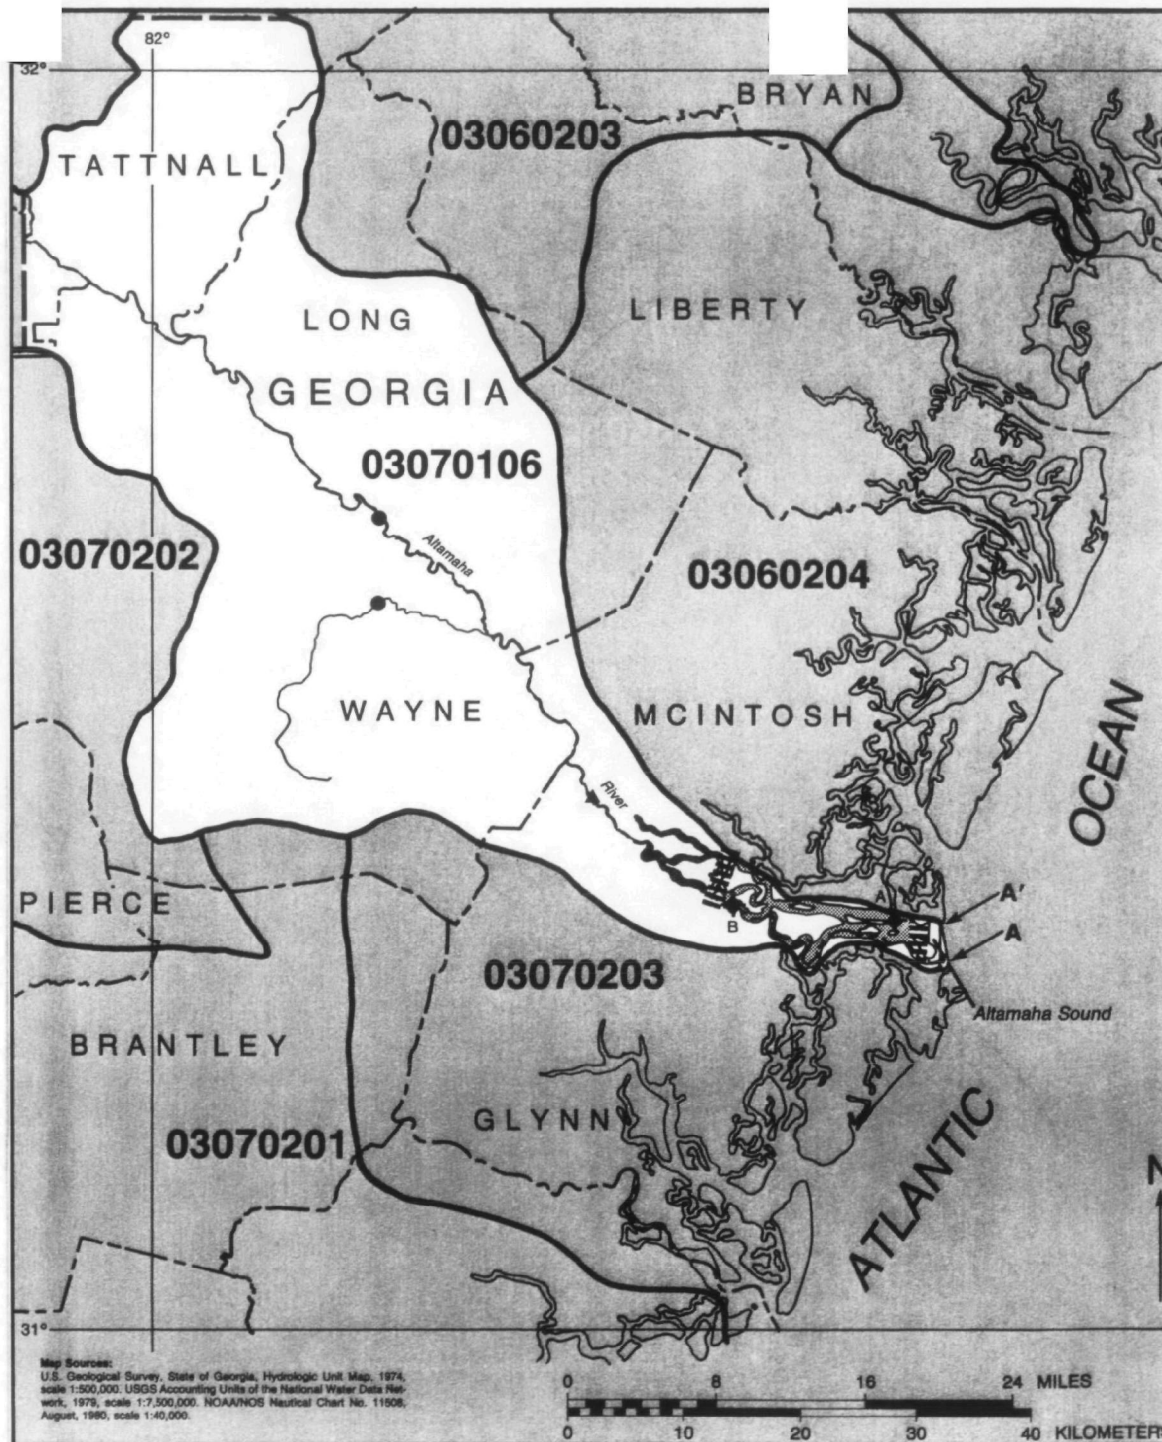 82°
32°
BRYAN
03060203
TATTNALL
LIBERTY
LONG
GEORGIA
03070106
03070202
Altamaha
03060204
WAYNE
MCINTOSH
OCEAN
River
PIERCE
A
A'
B
A
03070203
Altamaha Sound
BRANTLEY
GLYNN
03070201
ATLANTIC
N
31°
Map Sources:
U.S. Geological Survey, State of Georgia, Hydrologic Unit Map, 1974,
scale 1:500,000. USGS Accounting Units of the National Water Data Net-
work, 1979, scale 1:7,500,000. NOAA/NOS Nautical Chart No. 11508,
August, 1980, scale 1:40,000.
0 8 16 24 MILES
0 10 20 30 40 KILOMETERS